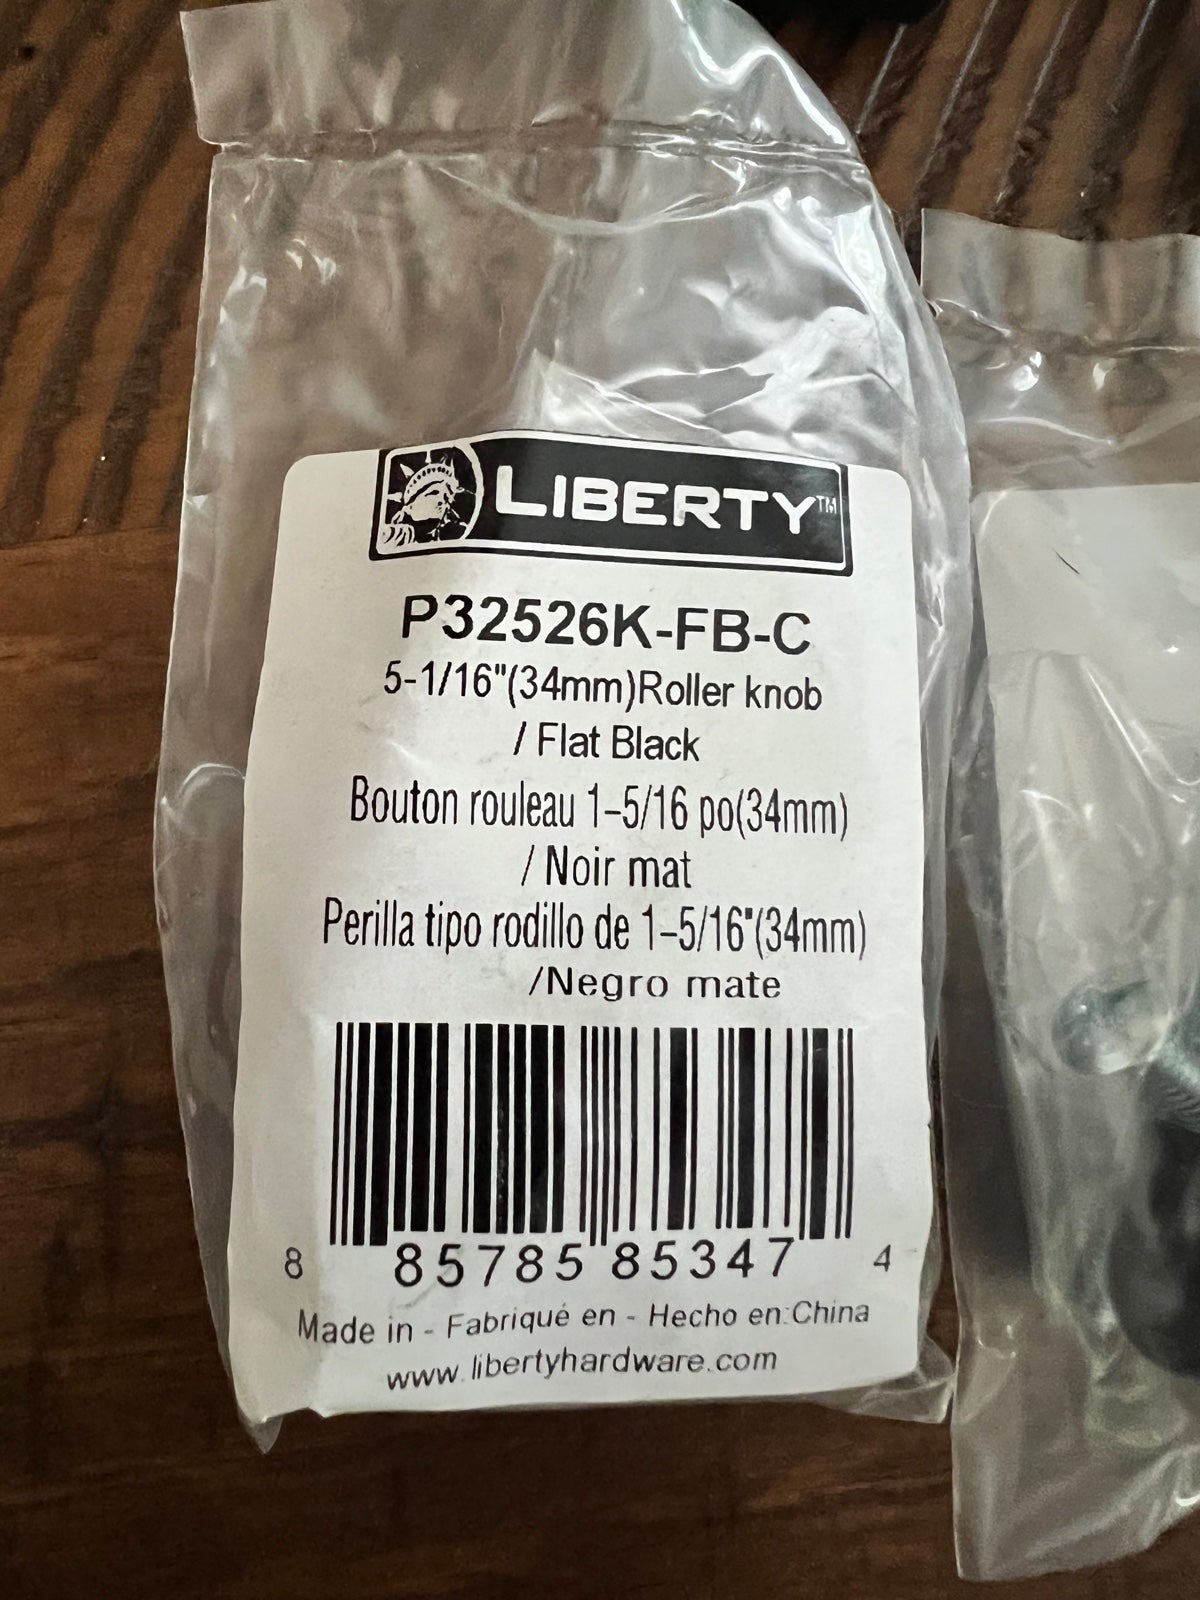 LIBERTY™
P32526K-FB-C
5-1/16"(34mm)Roller knob
/ Flat Black
Bouton rouleau 1-5/16 po(34mm)
/ Noir mat
Perilla tipo rodillo de 1-5/16"(34mm)
/Negro mate
8 85785 85347 4
Made in - Fabriqué en - Hecho en:China
www.libertyhardware.com